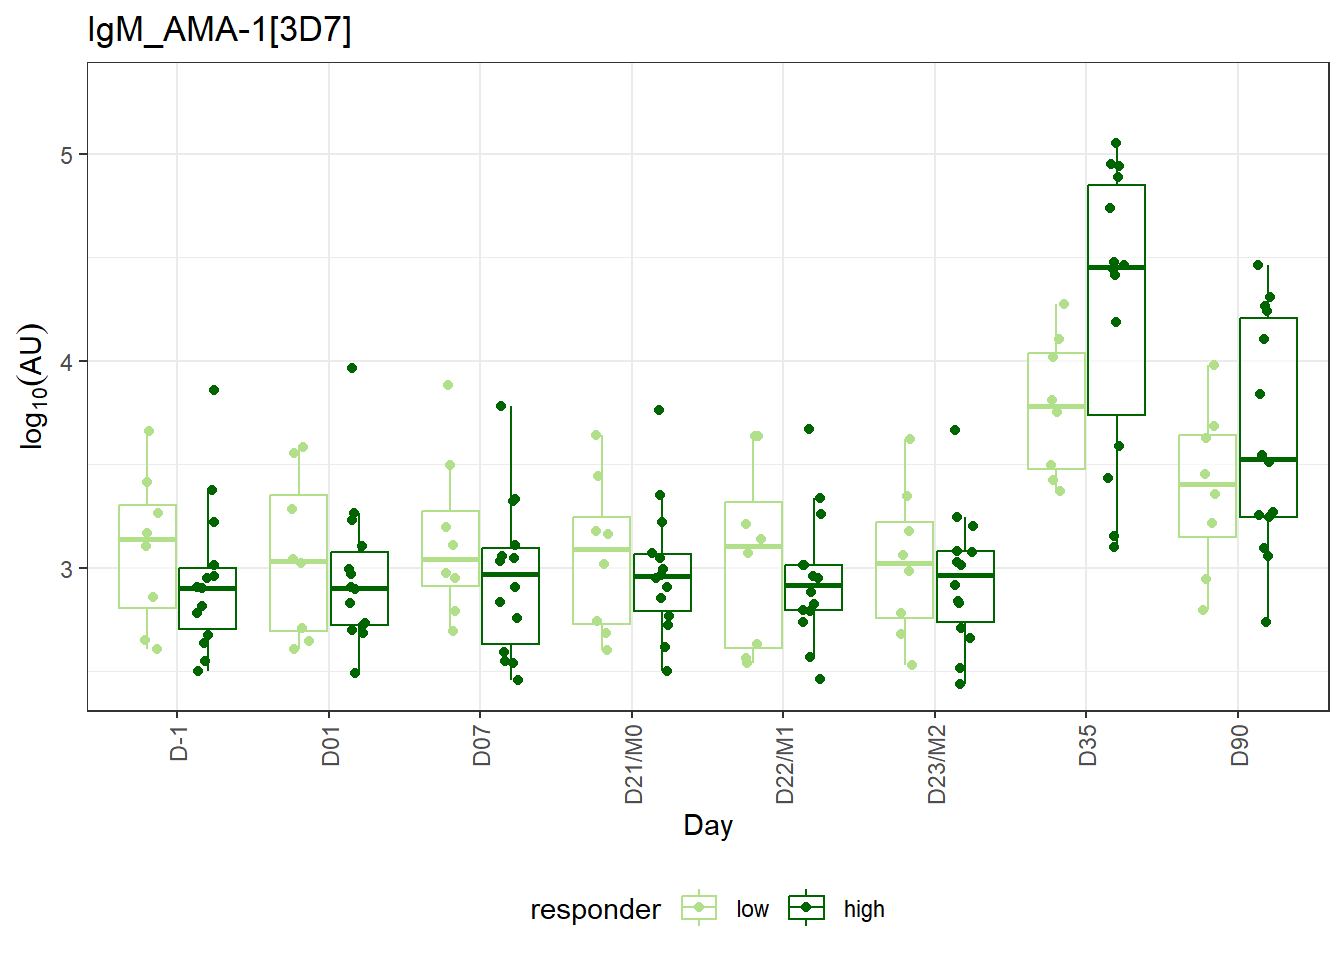 IgM_AMA-1[3D7]
log10(AU)
5
4
3
D-1
D01
D07
D21/M0
D22/M1
D23/M2
D35
D90
Day
responder low high